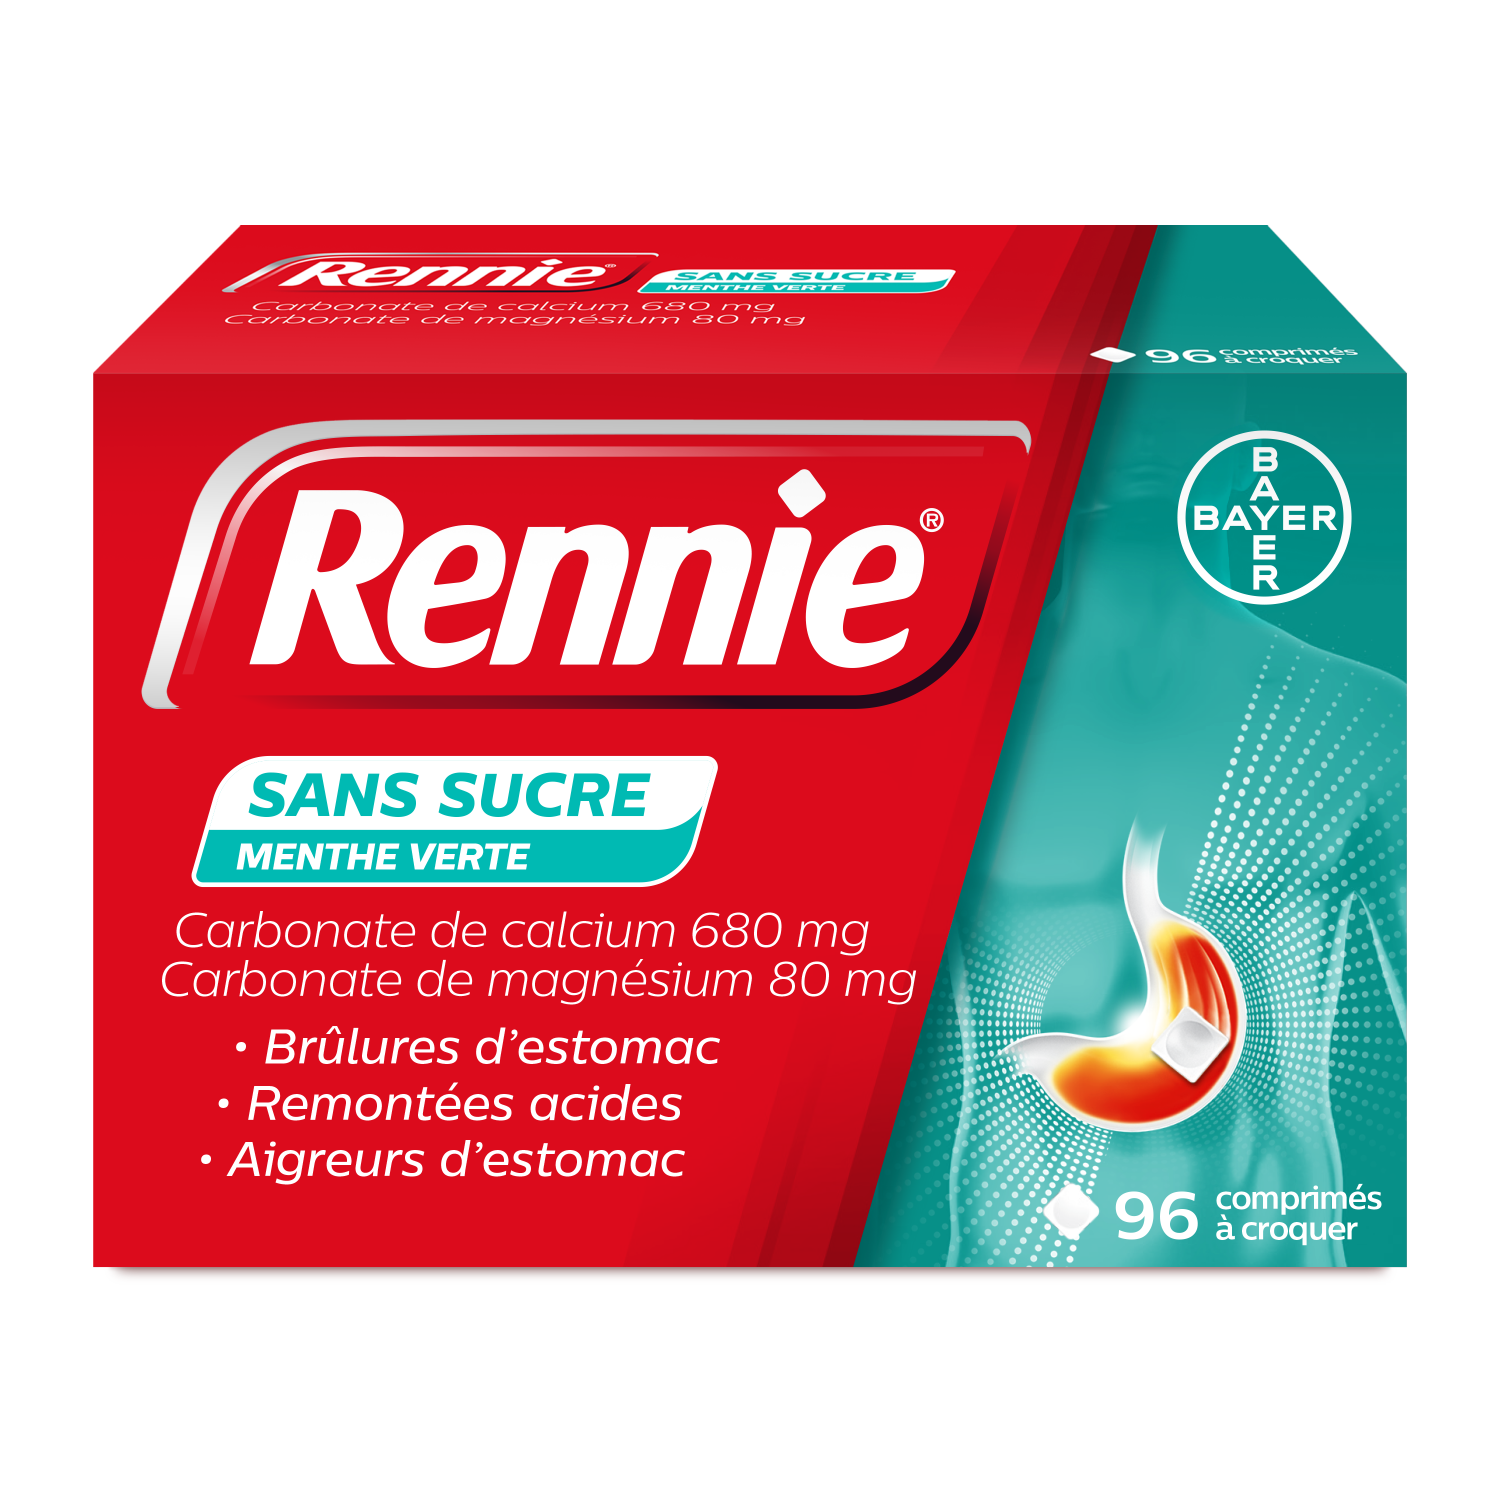 Rennie®
SANS SUCRE
MENTHE VERTE
Carbonate de calcium 680 mg
Carbonate de magnésium 80 mg
96 comprimés
à croquer
Rennie®
BAYER
BAYER
SANS SUCRE
MENTHE VERTE
Carbonate de calcium 680 mg
Carbonate de magnésium 80 mg
• Brûlures d’estomac
• Remontées acides
• Aigreurs d’estomac
96 comprimés
à croquer